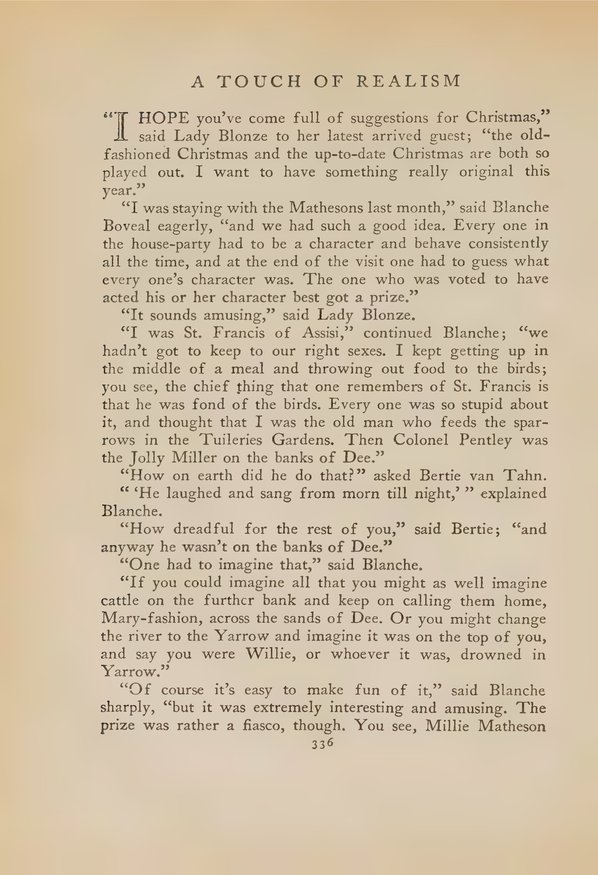 A TOUCH OF REALISM
“I HOPE you’ve come full of suggestions for Christmas,”
said Lady Blonze to her latest arrived guest; “the old-
fashioned Christmas and the up-to-date Christmas are both so
played out. I want to have something really original this
year.”
“I was staying with the Mathesons last month,” said Blanche
Boveal eagerly, “and we had such a good idea. Every one in
the house-party had to be a character and behave consistently
all the time, and at the end of the visit one had to guess what
every one’s character was. The one who was voted to have
acted his or her character best got a prize.”
“It sounds amusing,” said Lady Blonze.
“I was St. Francis of Assisi,” continued Blanche; “we
hadn’t got to keep to our right sexes. I kept getting up in
the middle of a meal and throwing out food to the birds;
you see, the chief thing that one remembers of St. Francis is
that he was fond of the birds. Every one was so stupid about
it, and thought that I was the old man who feeds the spar-
rows in the Tuileries Gardens. Then Colonel Pentley was
the Jolly Miller on the banks of Dee.”
“How on earth did he do that?” asked Bertie van Tahn.
“ ‘He laughed and sang from morn till night,’ ” explained
Blanche.
“How dreadful for the rest of you,” said Bertie; “and
anyway he wasn’t on the banks of Dee.”
“One had to imagine that,” said Blanche.
“If you could imagine all that you might as well imagine
cattle on the further bank and keep on calling them home,
Mary-fashion, across the sands of Dee. Or you might change
the river to the Yarrow and imagine it was on the top of you,
and say you were Willie, or whoever it was, drowned in
Yarrow.”
“Of course it’s easy to make fun of it,” said Blanche
sharply, “but it was extremely interesting and amusing. The
prize was rather a fiasco, though. You see, Millie Matheson
336